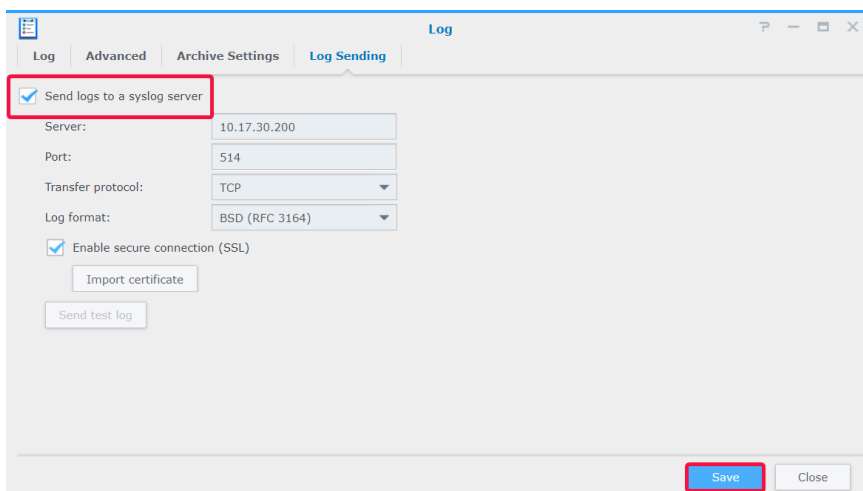 Log
Log Advanced Archive Settings Log Sending
Send logs to a syslog server
Server: 10.17.30.200
Port: 514
Transfer protocol: TCP
Log format: BSD (RFC 3164)
Enable secure connection (SSL)
Import certificate
Send test log
Save Close